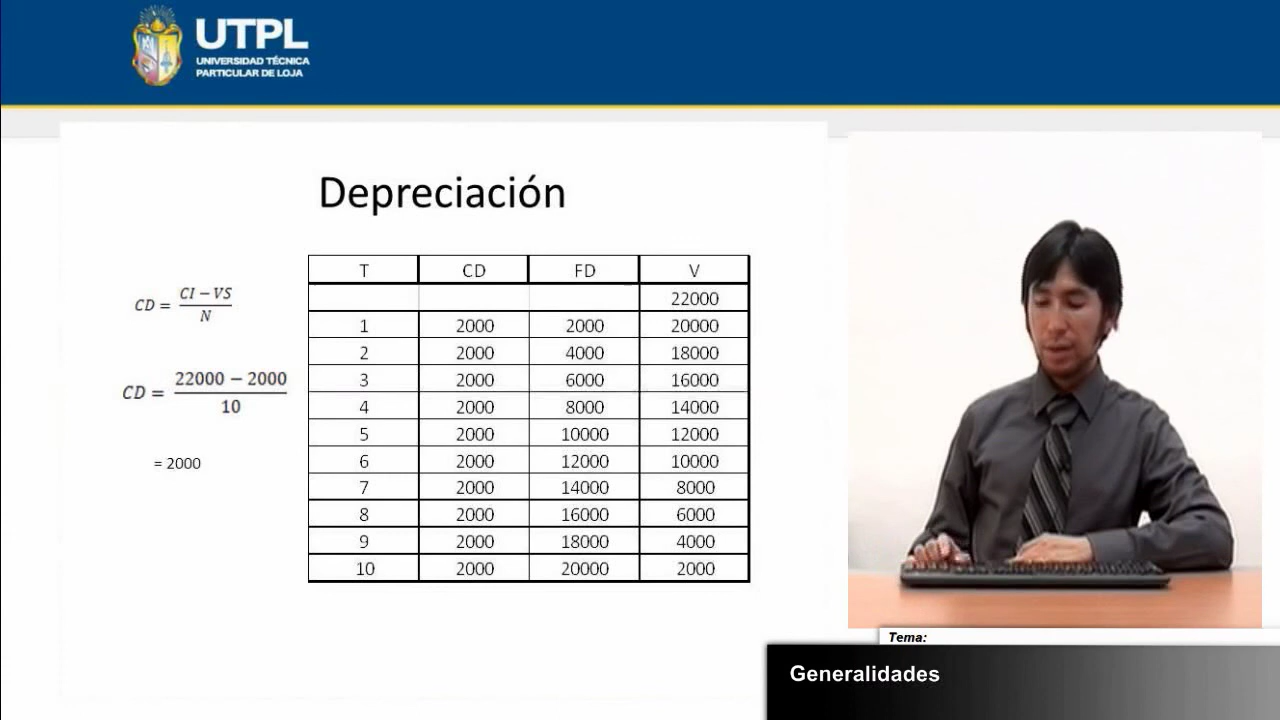 UTPL
UNIVERSIDAD TÉCNICA
PARTICULAR DE LOJA
Depreciación
CD = CI − VS / N
CD = 22000 − 2000 / 10
= 2000
T CD FD V
22000
1 2000 2000 20000
2 2000 4000 18000
3 2000 6000 16000
4 2000 8000 14000
5 2000 10000 12000
6 2000 12000 10000
7 2000 14000 8000
8 2000 16000 6000
9 2000 18000 4000
10 2000 20000 2000
Tema:
Generalidades